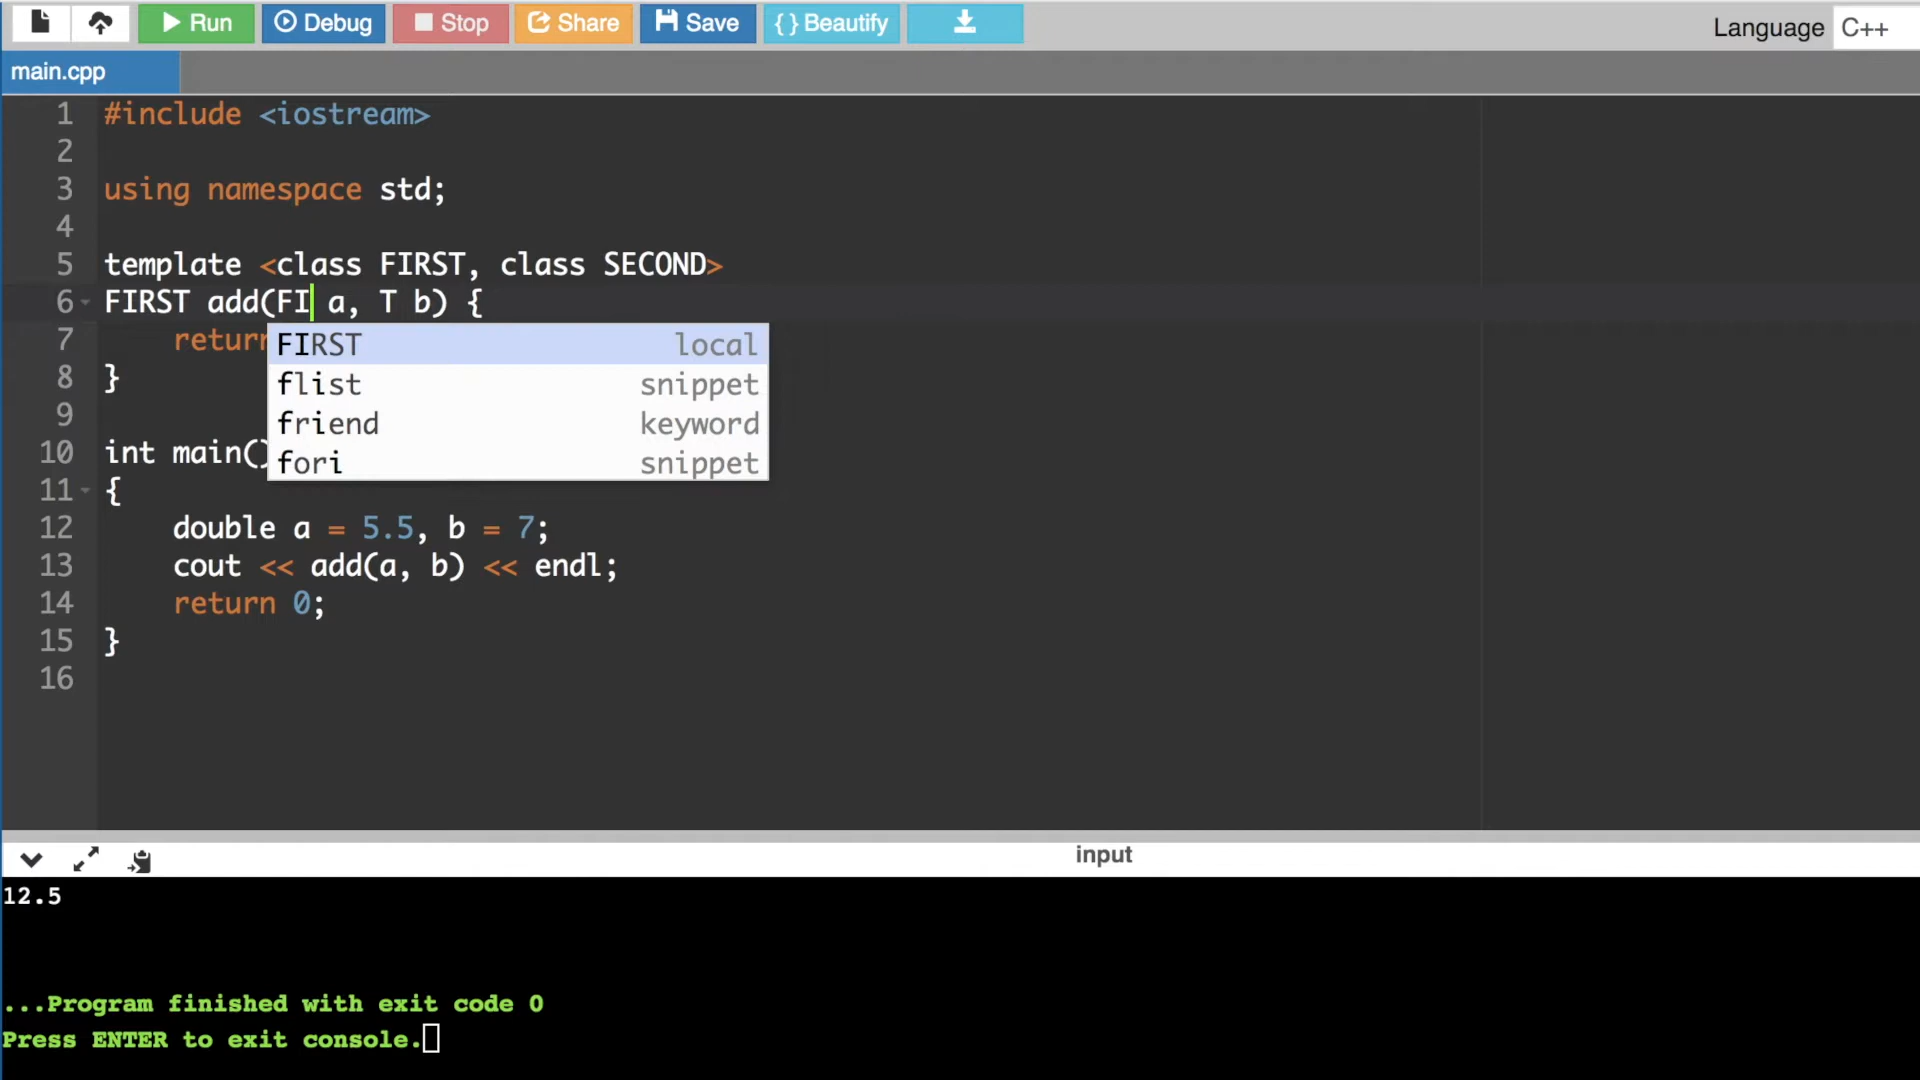 Run Debug Stop Share Save {} Beautify Language C++
main.cpp
1 #include <iostream>
2
3 using namespace std;
4
5 template <class FIRST, class SECOND>
6 FIRST add(FI a, T b) {
7 return
FIRST local
8 }
flist snippet
9
friend keyword
10 int main()
fori snippet
11 {
12 double a = 5.5, b = 7;
13 cout << add(a, b) << endl;
14 return 0;
15 }
16
input
12.5
...Program finished with exit code 0
Press ENTER to exit console.